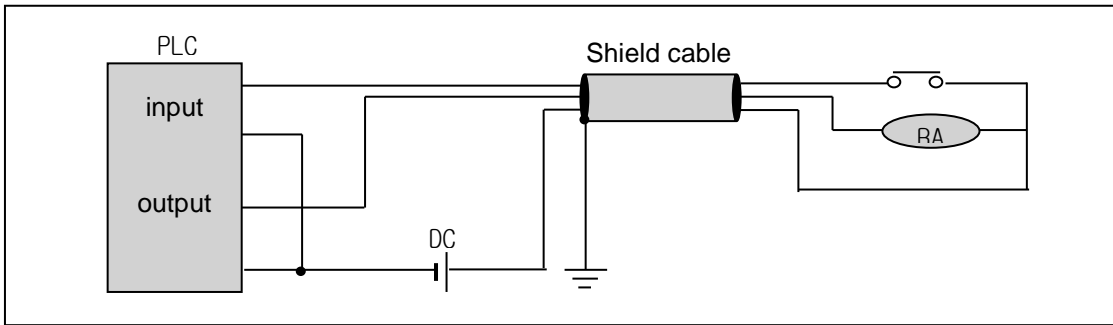 PLC
Shield cable
input
RA
output
DC